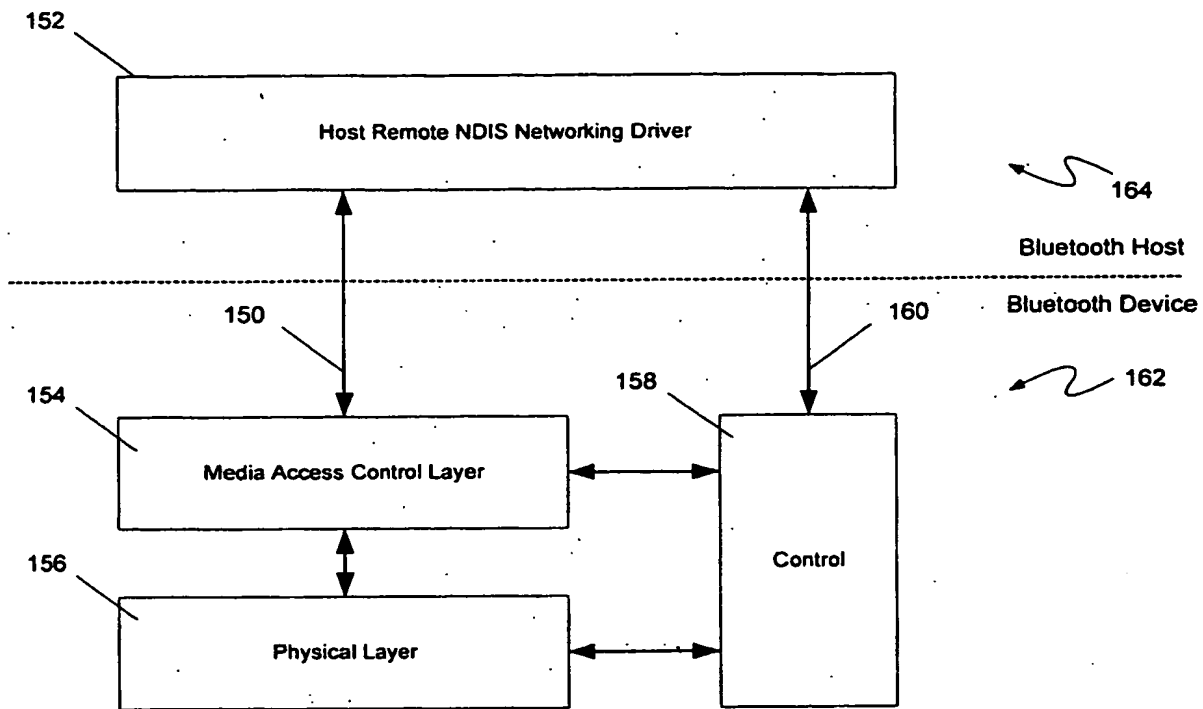 152
Host Remote NDIS Networking Driver
164
Bluetooth Host
Bluetooth Device
150
160
162
154
158
Media Access Control Layer
156
Control
Physical Layer